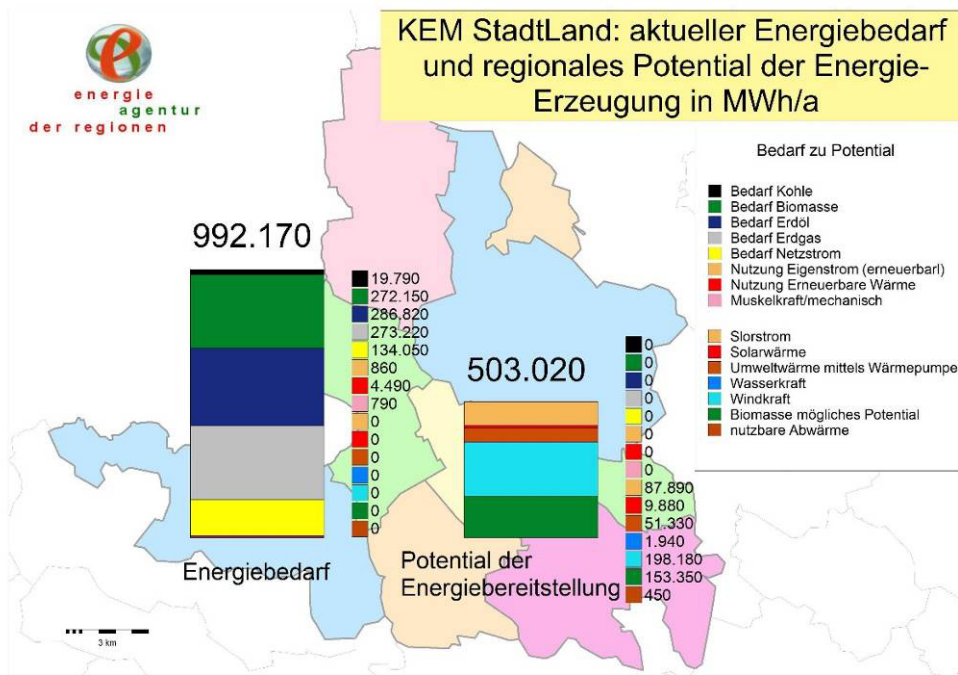 energie
agentur
der regionen
KEM StadtLand: aktueller Energiebedarf
und regionales Potential der Energie-
Erzeugung in MWh/a
Bedarf zu Potential
Bedarf Kohle
Bedarf Biomasse
Bedarf Erdöl
Bedarf Erdgas
Bedarf Netzstrom
Nutzung Eigenstrom (erneuerbarl)
Nutzung Erneuerbare Wärme
Muskelkraft/mechanisch
Slorstrom
Solarwärme
Umweltwärme mittels Wärmepumpe
Wasserkraft
Windkraft
Biomasse mögliches Potential
nutzbare Abwärme
992.170
19.790
272.150
286.820
273.220
134.050
860
4.490
790
0
0
0
0
0
0
0
Energiebedarf
503.020
0
0
0
0
0
0
0
0
87.890
9.880
51.330
1.940
198.180
153.350
450
Potential der
Energiebereitstellung
3 km